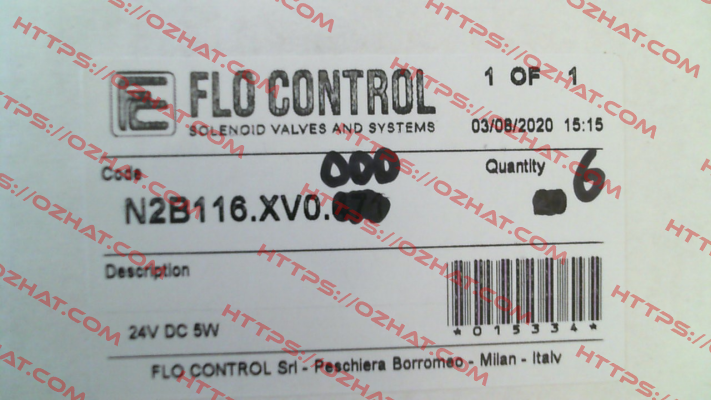 FLO CONTROL
SOLENOID VALVES AND SYSTEMS
1 OF 1
03/08/2020 15:15
Code
000
N2B116.XV0.
Quantity
6
Description
24V DC 5W
*015334*
FLO CONTROL Srl - Peschiera Borromeo - Milan - Italy
HTTPS://OZHAT.COM